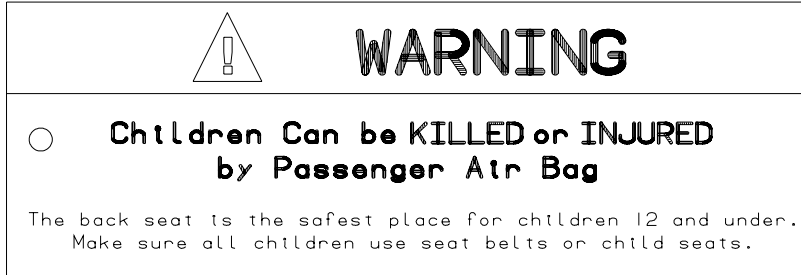 WARNING
Children Can be KILLED or INJURED
by Passenger Air Bag
The back seat is the safest place for children 12 and under.
Make sure all children use seat belts or child seats.